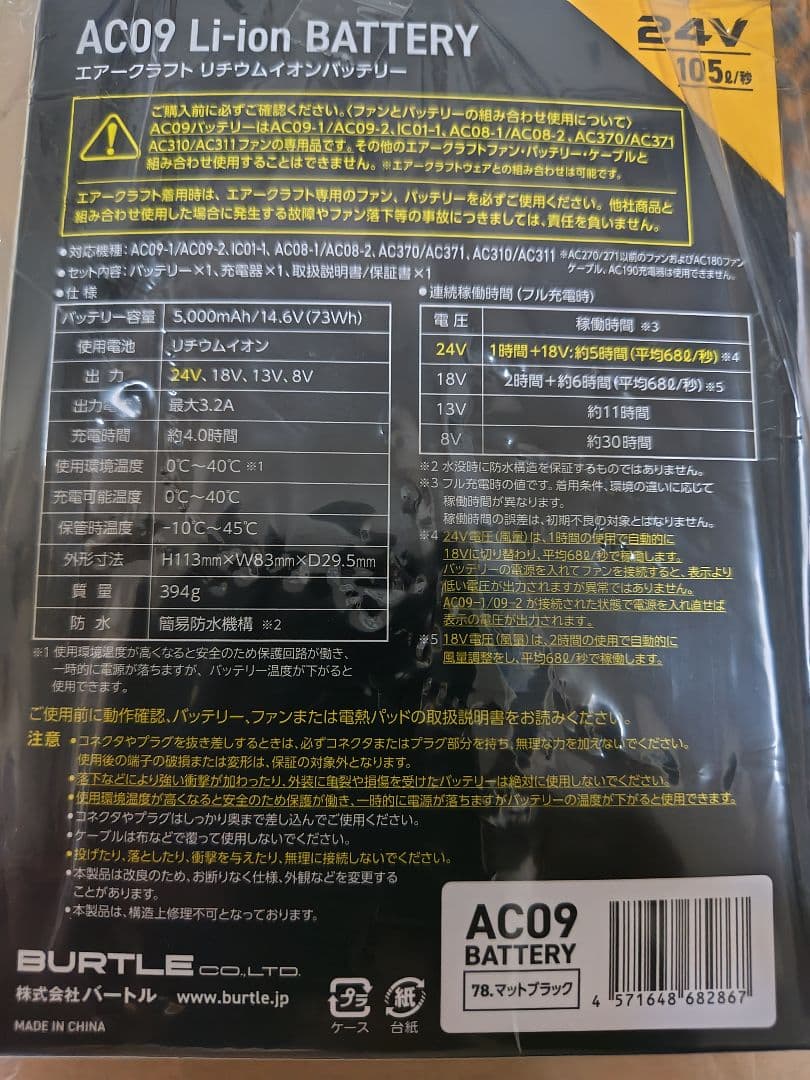 AC09 Li-ion BATTERY
エアークラフト リチウムイオンバッテリー
24V
105ℓ/秒
ご購入前に必ずご確認ください。〈ファンとバッテリーの組み合わせ使用について〉
AC09バッテリーはAC09-1/AC09-2、IC01-1、AC08-1/AC08-2、AC370/AC371
AC310/AC311ファンの専用品です。その他のエアークラフトファン・バッテリー・ケーブルと
組み合わせ使用することはできません。※エアークラフトウェアとの組み合わせは可能です。
エアークラフト着用時は、エアークラフト専用のファン、バッテリーを必ずご使用ください。他社商品と
組み合わせ使用した場合に発生する故障やファン落下等の事故につきましては、責任を負いません。
●対応機種：AC09-1/AC09-2、IC01-1、AC08-1/AC08-2、AC370/AC371、AC310/AC311 ※AC270/271以前のファンおよびAC180ファン
ケーブル、AC190充電器は使用できません。
●セット内容：バッテリー×1、充電器×1、取扱説明書/保証書×1
●仕様
バッテリー容量 5,000mAh/14.6V(73Wh)
使用電池 リチウムイオン
出力 24V、18V、13V、8V
出力電流 最大3.2A
充電時間 約4.0時間
使用環境温度 0℃〜40℃ ※1
充電可能温度 0℃〜40℃
保管時温度 -10℃〜45℃
外形寸法 H113mm×W83mm×D29.5mm
質量 394g
防水 簡易防水機構 ※2
※1 使用環境温度が高くなると安全のため保護回路が働き、
一時的に電源が落ちますが、バッテリー温度が下がると
使用できます。
●連続稼働時間（フル充電時）
電圧 稼働時間 ※3
24V 1時間＋18V：約5時間（平均68ℓ/秒）※4
18V 2時間＋約6時間（平均68ℓ/秒）※5
13V 約11時間
8V 約30時間
※2 水没時に防水構造を保証するものではありません。
※3 フル充電時の値です。着用条件、環境の違いに応じて
稼働時間が異なります。
稼働時間の誤差は、初期不良の対象とはなりません。
※4 24V電圧(風量)は、1時間の使用で自動的に
18Vに切り替わり、平均68ℓ/秒で稼働します。
バッテリーの電源を入れてファンを接続すると、表示より
低い電圧が出力されますが異常ではありません。
AC09-1/09-2 が接続された状態で電源を入れ直せば
表示の電圧が出力されます。
※5 18V電圧(風量)は、2時間の使用で自動的に
風量調整をし、平均68ℓ/秒で稼働します。
ご使用前に動作確認、バッテリー、ファンまたは電熱パッドの取扱説明書をお読みください。
注意 ●コネクタやプラグを抜き差しするときは、必ずコネクタまたはプラグ部分を持ち、無理な力を加えないでください。
使用後の端子の破損または変形は、保証の対象外となります。
●落下などにより強い衝撃が加わったり、外装に亀裂や損傷を受けたバッテリーは絶対に使用しないでください。
●使用環境温度が高くなると安全のため保護が働き、一時的に電源が落ちますがバッテリーの温度が下がると使用できます。
●コネクタやプラグはしっかり奥まで差し込んでご使用ください。
●ケーブルは布などで覆って使用しないでください。
●投げたり、落としたり、衝撃を与えたり、無理に接続しないでください。
●本製品は改良のため、お断りなく仕様、外観などを変更する
ことがあります。
●本製品は、構造上修理不可となっております。
BURTLE CO.,LTD.
株式会社バートル www.burtle.jp
MADE IN CHINA
プラ
ケース
紙
台紙
AC09
BATTERY
78.マットブラック
4 571648 682867